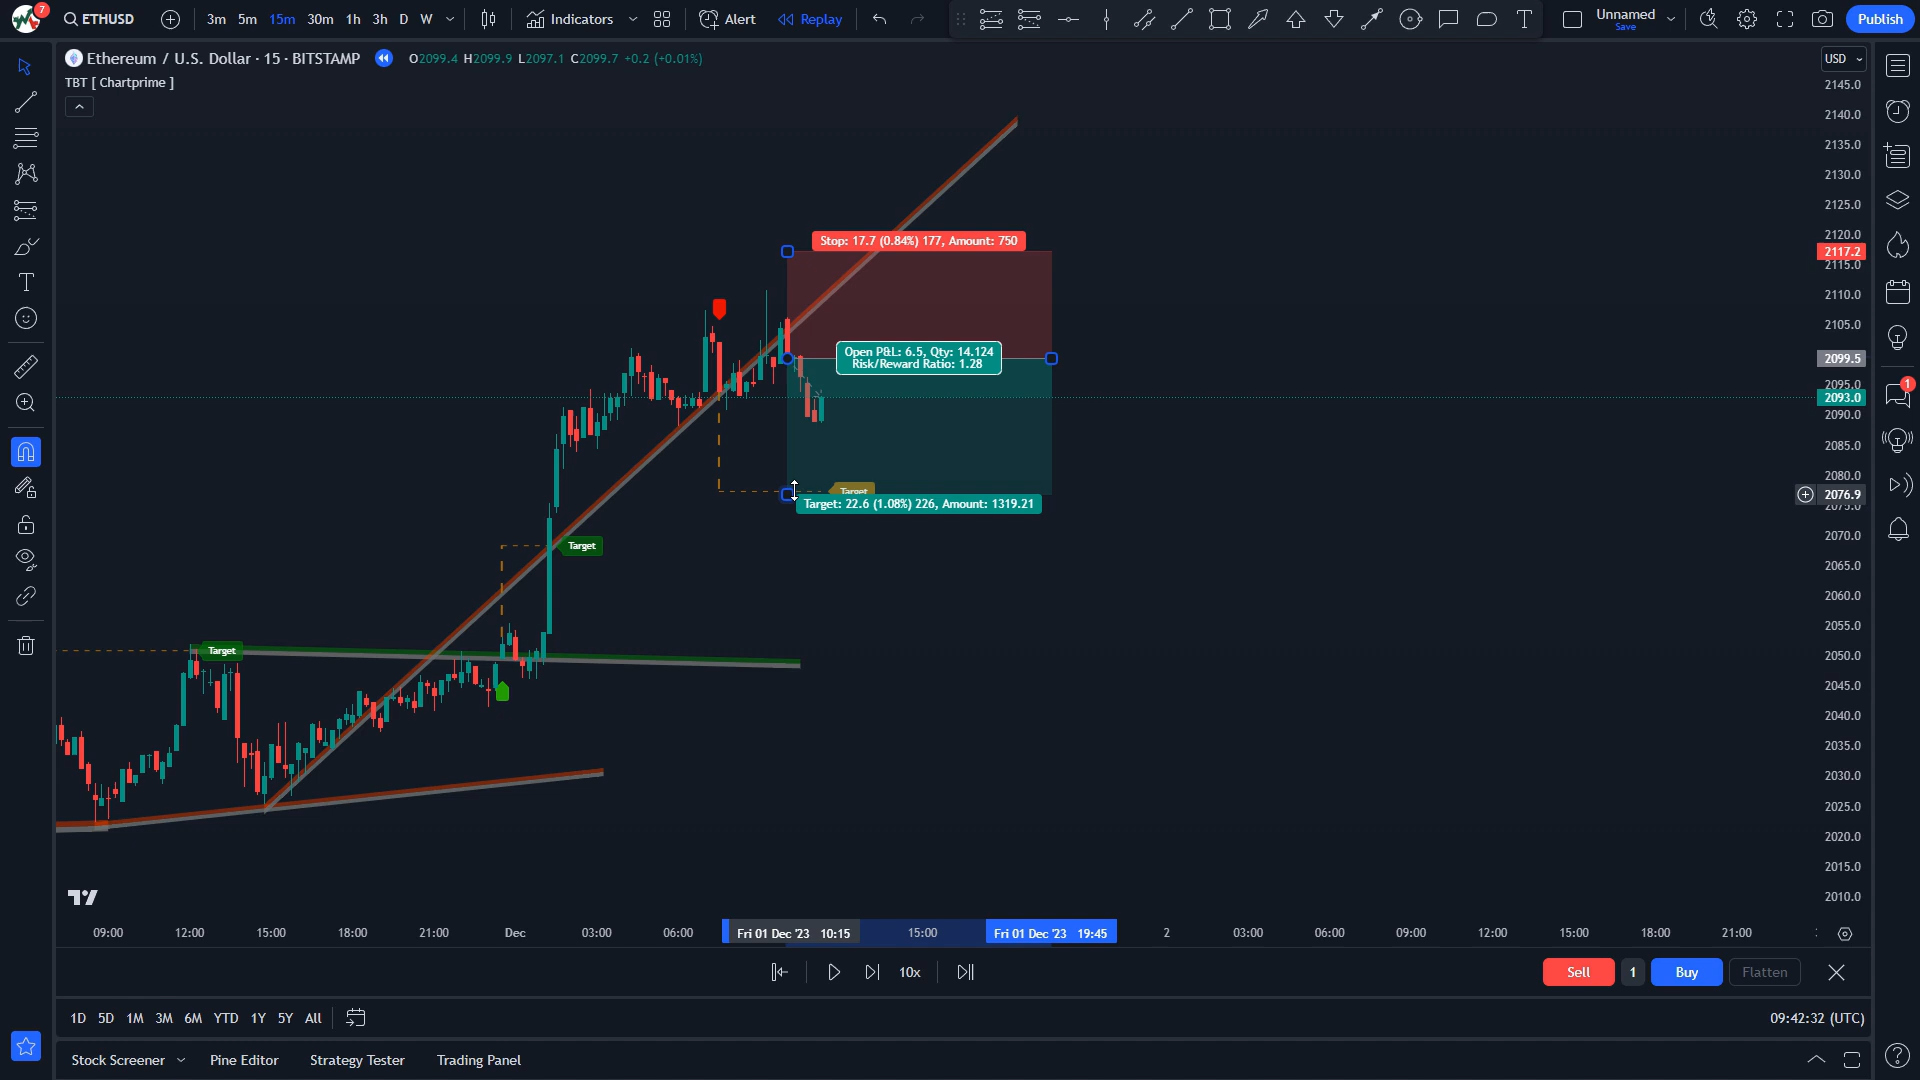 7
ETHUSD
3m 5m 15m 30m 1h 3h D W
Indicators
Alert
Replay
Unnamed
Save
Publish
Ethereum / U.S. Dollar · 15 · BITSTAMP
O2099.4 H2099.9 L2097.1 C2099.7 +0.2 (+0.01%)
TBT [ Chartprime ]
USD
2145.0
2140.0
2135.0
2130.0
2125.0
2120.0
2117.2
2115.0
2110.0
2105.0
2099.5
2095.0
2093.0
2090.0
2085.0
2080.0
2076.9
2075.0
2070.0
2065.0
2060.0
2055.0
2050.0
2045.0
2040.0
2035.0
2030.0
2025.0
2020.0
2015.0
2010.0
1
Stop: 17.7 (0.84%) 177, Amount: 750
Open P&L: 6.5, Qty: 14.124
Risk/Reward Ratio: 1.28
Target
Target: 22.6 (1.08%) 226, Amount: 1319.21
Target
Target
09:00 12:00 15:00 18:00 21:00 Dec 03:00 06:00 Fri 01 Dec '23 10:15 15:00 Fri 01 Dec '23 19:45 2 03:00 06:00 09:00 12:00 15:00 18:00 21:00
10x
Sell 1 Buy Flatten
1D 5D 1M 3M 6M YTD 1Y 5Y All
09:42:32 (UTC)
Stock Screener Pine Editor Strategy Tester Trading Panel